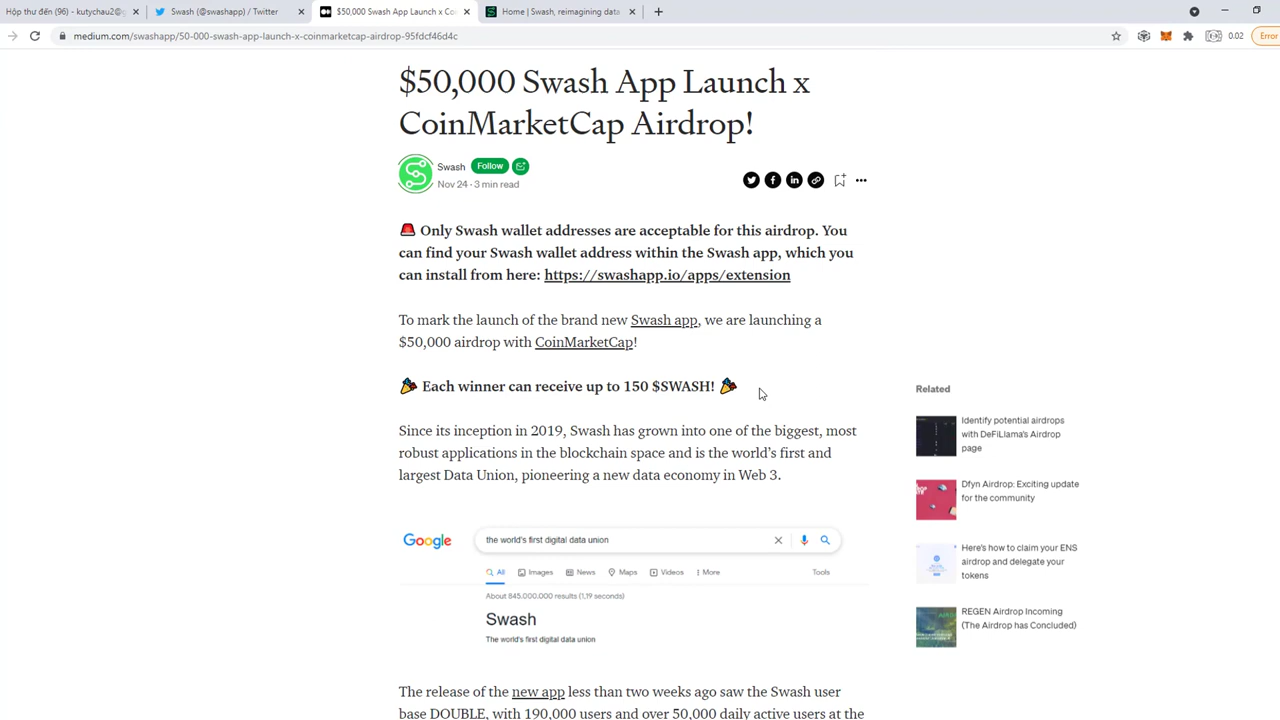 Hộp thư đến (96) - kutychau2@g
Swash (@swashapp) / Twitter
$50,000 Swash App Launch x Co
Home | Swash, reimagining data
medium.com/swashapp/50-000-swash-app-launch-x-coinmarketcap-airdrop-95fdcf46d4c
0.02
Error
$50,000 Swash App Launch x
CoinMarketCap Airdrop!
Swash
Follow
Nov 24 · 3 min read
🚨 Only Swash wallet addresses are acceptable for this airdrop. You
can find your Swash wallet address within the Swash app, which you
can install from here: https://swashapp.io/apps/extension
To mark the launch of the brand new Swash app, we are launching a
$50,000 airdrop with CoinMarketCap!
🎉 Each winner can receive up to 150 $SWASH! 🎉
Since its inception in 2019, Swash has grown into one of the biggest, most
robust applications in the blockchain space and is the world's first and
largest Data Union, pioneering a new data economy in Web 3.
Google
the world's first digital data union
All
Images
News
Maps
Videos
More
Tools
About 845.000.000 results (1,19 seconds)
Swash
The world's first digital data union
The release of the new app less than two weeks ago saw the Swash user
base DOUBLE, with 190,000 users and over 50,000 daily active users at the
Related
Identify potential airdrops
with DeFiLlama's Airdrop
page
Dfyn Airdrop: Exciting update
for the community
Here's how to claim your ENS
airdrop and delegate your
tokens
REGEN Airdrop Incoming
(The Airdrop has Concluded)